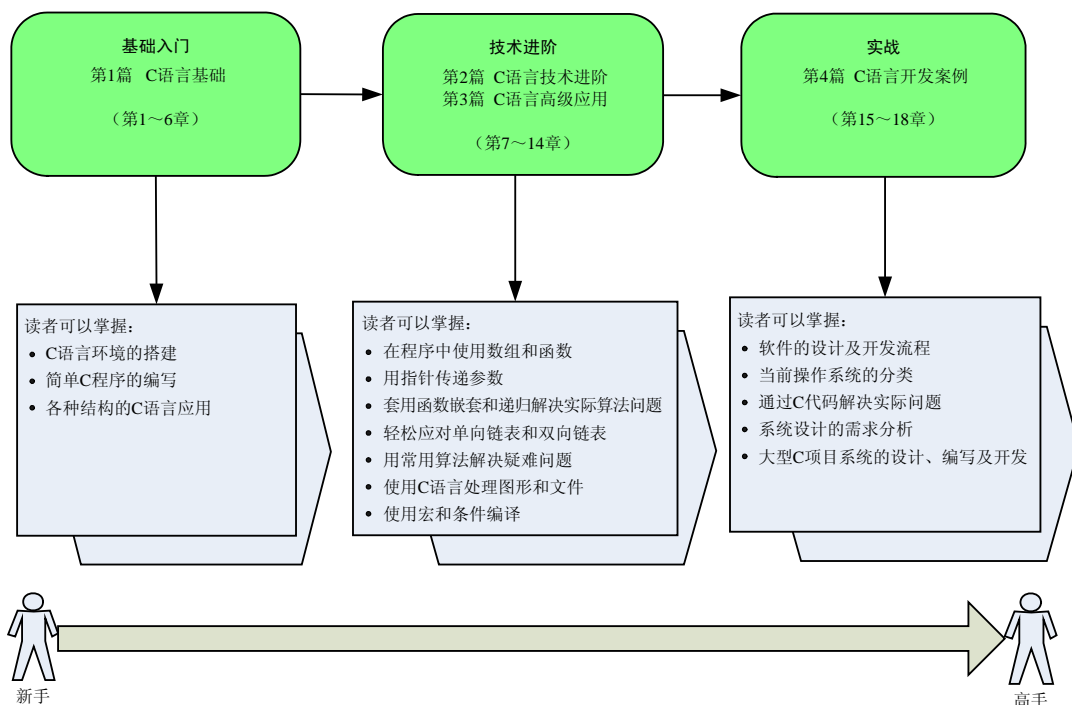 基础入门
第1篇 C语言基础
（第1～6章）
技术进阶
第2篇 C语言技术进阶
第3篇 C语言高级应用
（第7～14章）
实战
第4篇 C语言开发案例
（第15～18章）
读者可以掌握：
• C语言环境的搭建
• 简单C程序的编写
• 各种结构的C语言应用
读者可以掌握：
• 在程序中使用数组和函数
• 用指针传递参数
• 套用函数嵌套和递归解决实际算法问题
• 轻松应对单向链表和双向链表
• 用常用算法解决疑难问题
• 使用C语言处理图形和文件
• 使用宏和条件编译
读者可以掌握：
• 软件的设计及开发流程
• 当前操作系统的分类
• 通过C代码解决实际问题
• 系统设计的需求分析
• 大型C项目系统的设计、编写及开发
新手
高手